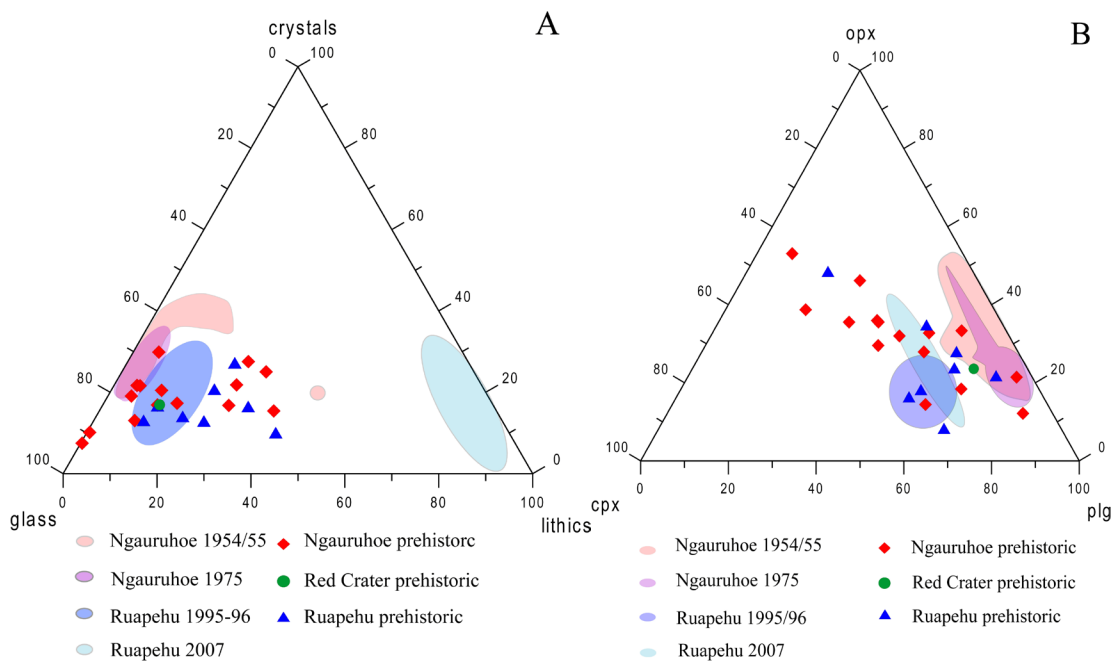 A
B
crystals
0 100
20 80
40 60
60 40
80 20
100 0
0 20 40 60 80 100
glass lithics
opx
0 100
20 80
40 60
60 40
80 20
100 0
0 20 40 60 80 100
cpx plg
Ngauruhoe 1954/55
Ngauruhoe 1975
Ruapehu 1995-96
Ruapehu 2007
Ngauruhoe prehistorc
Red Crater prehistoric
Ruapehu prehistoric
Ngauruhoe 1954/55
Ngauruhoe 1975
Ruapehu 1995/96
Ruapehu 2007
Ngauruhoe prehistoric
Red Crater prehistoric
Ruapehu prehistoric